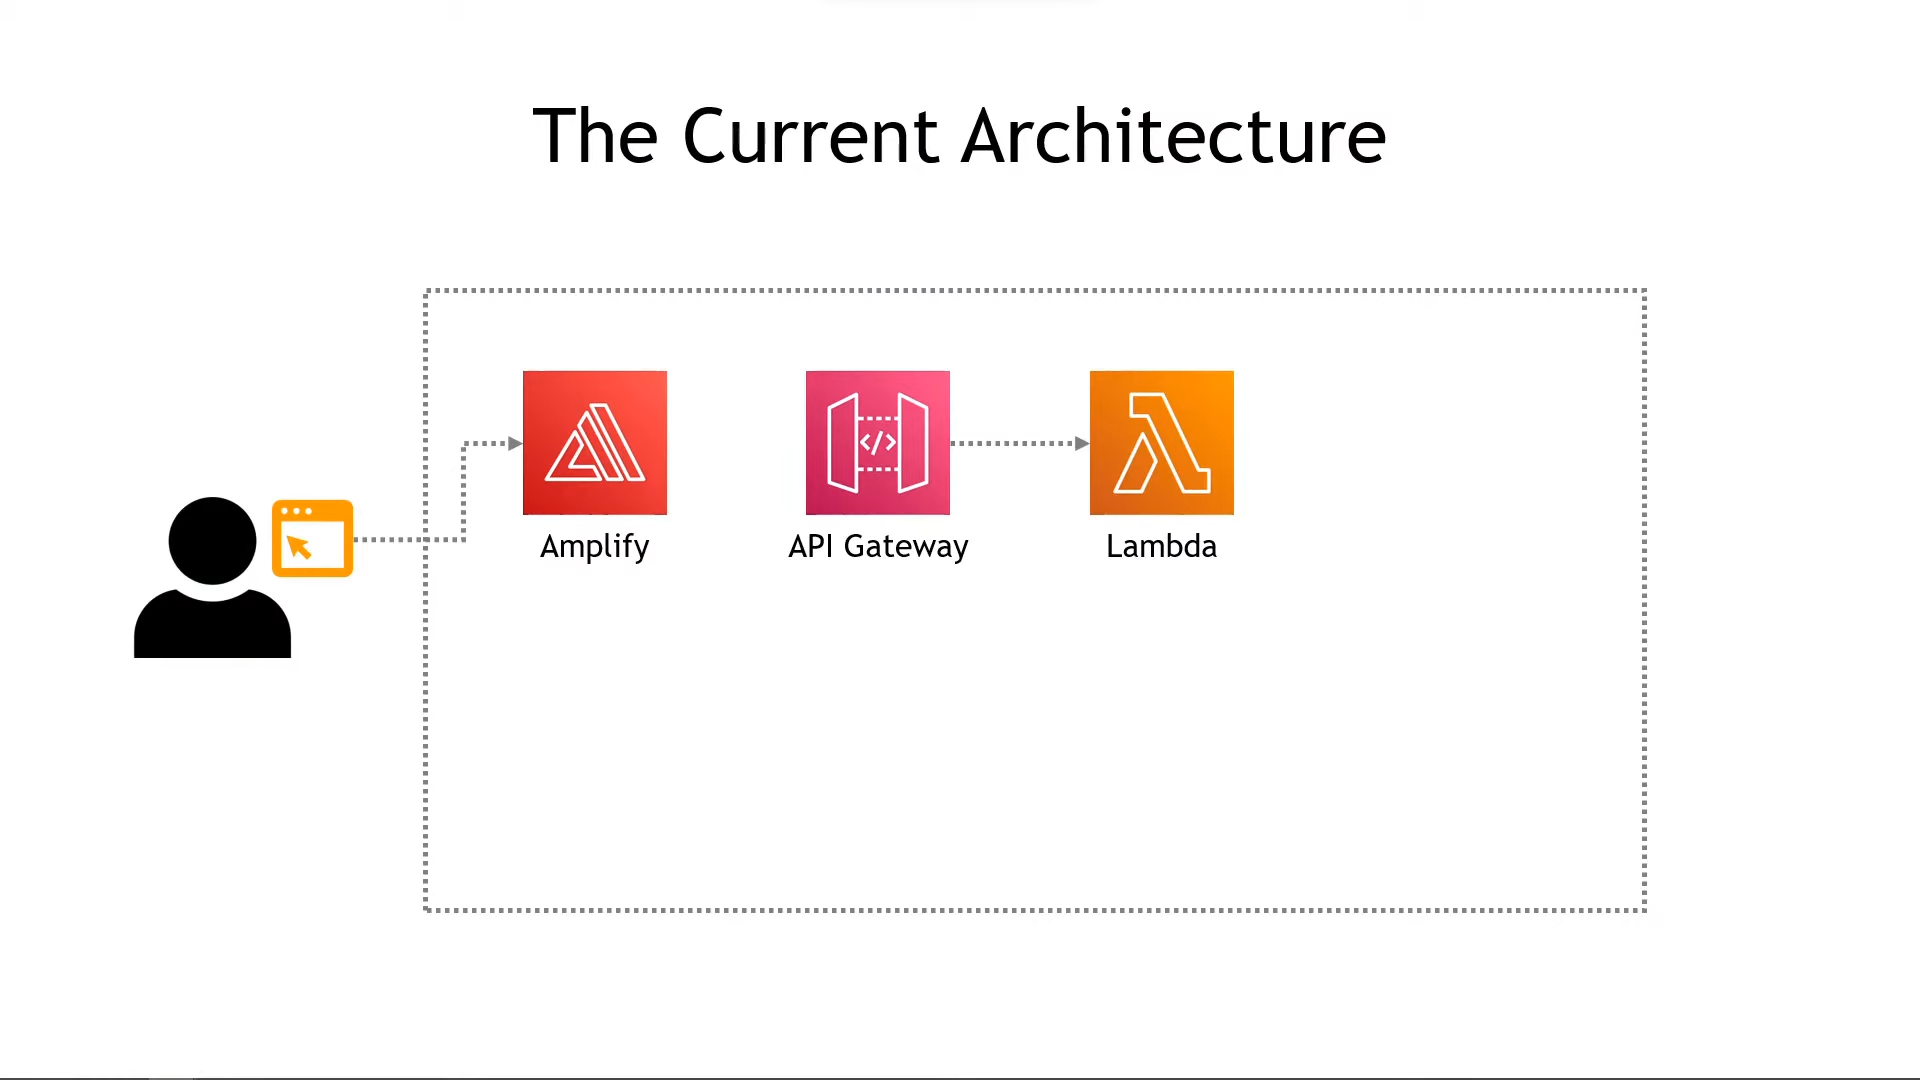 The Current Architecture
</>
Amplify
API Gateway
Lambda